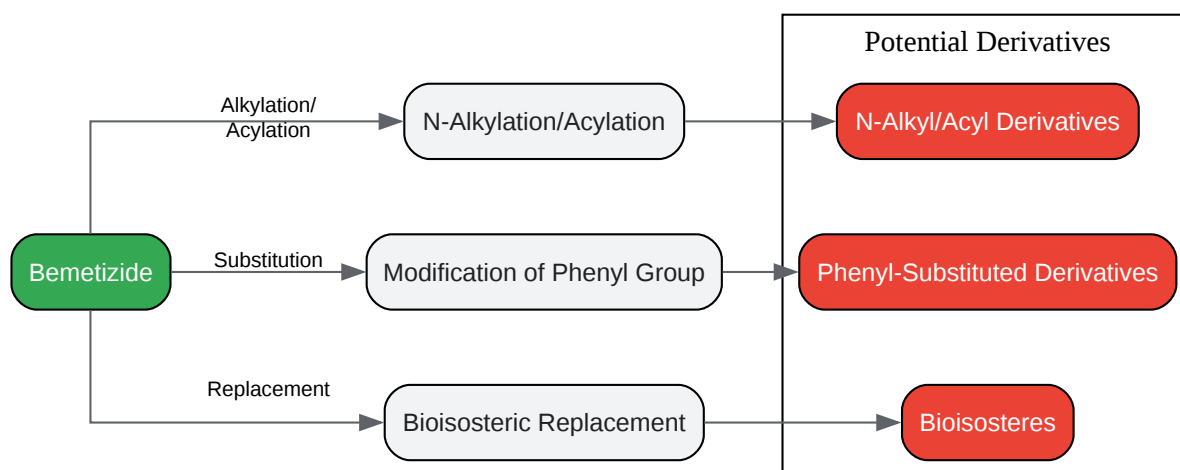 Potential Derivatives
Alkylation/
Acylation
N-Alkylation/Acylation
N-Alkyl/Acyl Derivatives
Bemetizide
Substitution
Modification of Phenyl Group
Phenyl-Substituted Derivatives
Replacement
Bioisosteric Replacement
Bioisosteres